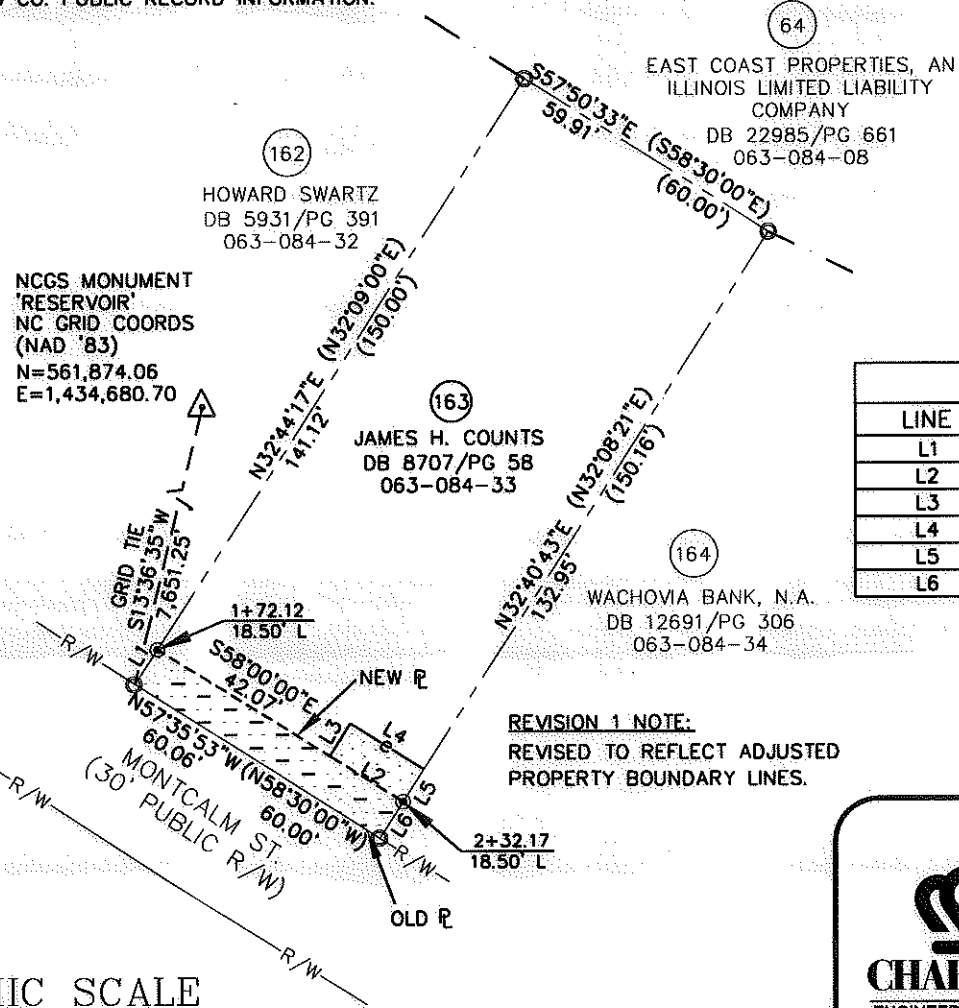 CO. PUBLIC RECORD INFORMATION.
64
EAST COAST PROPERTIES, AN
ILLINOIS LIMITED LIABILITY
COMPANY
DB 22985/PG 661
063-084-08
S57°50'33"E (S58°30'00"E)
59.91' (60.00')
162
HOWARD SWARTZ
DB 5931/PG 391
063-084-32
NCGS MONUMENT
'RESERVOIR'
NC GRID COORDS
(NAD '83)
N=561,874.06
E=1,434,680.70
N32°44'17"E (N32°09'00"E)
141.12' (150.00')
163
JAMES H. COUNTS
DB 8707/PG 58
063-084-33
N32°40'43"E (N32°08'21"E)
132.95' (150.16')
164
WACHOVIA BANK, N.A.
DB 12691/PG 306
063-084-34
LINE
L1
L2
L3
L4
L5
L6
GRID TIE
S13°36'35"W
7,651.25'
L1
1+72.12
18.50' L
S58°00'00"E
42.07'
NEW PL
L3
L4
L2
L5
L6
REVISION 1 NOTE:
REVISED TO REFLECT ADJUSTED
PROPERTY BOUNDARY LINES.
R/W
N57°35'53"W (N58°30'00"W)
60.06' 60.00'
MONTCALM ST.
(30' PUBLIC R/W)
R/W
R/W
2+32.17
18.50' L
OLD PL
R/W
SCALE